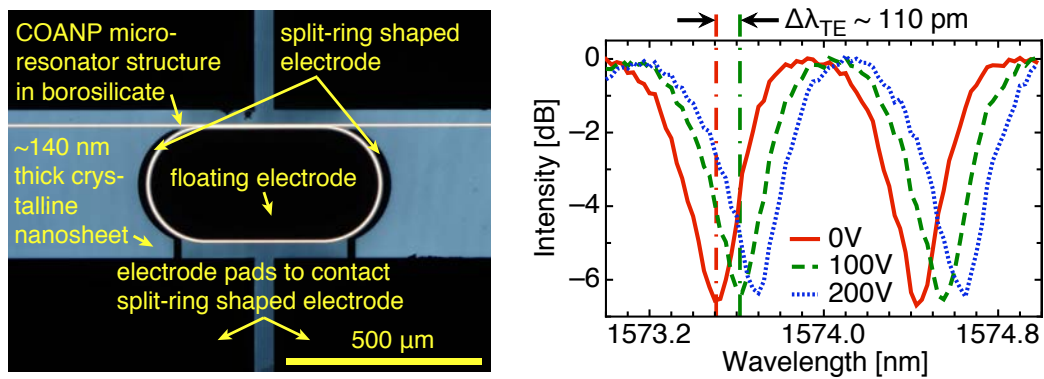 COANP micro-
resonator structure
in borosilicate
split-ring shaped
electrode
~140 nm
thick crys-
talline
nanosheet
floating electrode
electrode pads to contact
split-ring shaped electrode
500 µm
ΔλTE ~ 110 pm
Intensity [dB]
0
−2
−4
−6
0V
100V
200V
1573.2
1574.0
1574.8
Wavelength [nm]